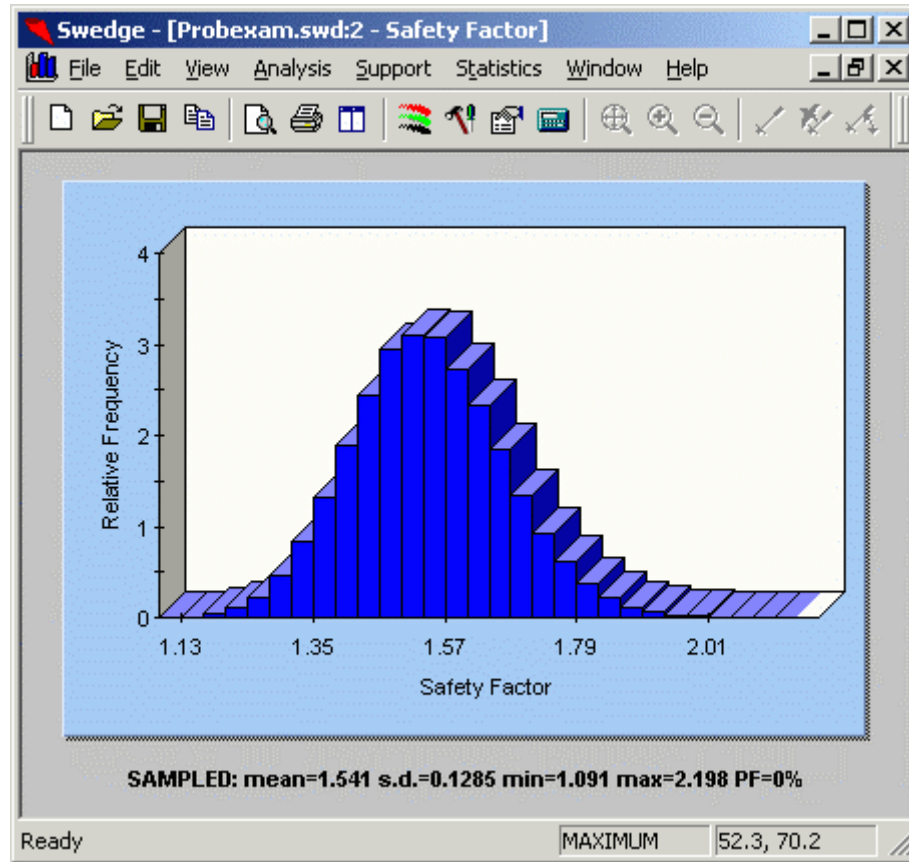 Swedge - [Probexam.swd:2 - Safety Factor]
File Edit View Analysis Support Statistics Window Help
4
3
2
1
0
Relative Frequency
1.13 1.35 1.57 1.79 2.01
Safety Factor
SAMPLED: mean=1.541 s.d.=0.1285 min=1.091 max=2.198 PF=0%
Ready MAXIMUM 52.3, 70.2